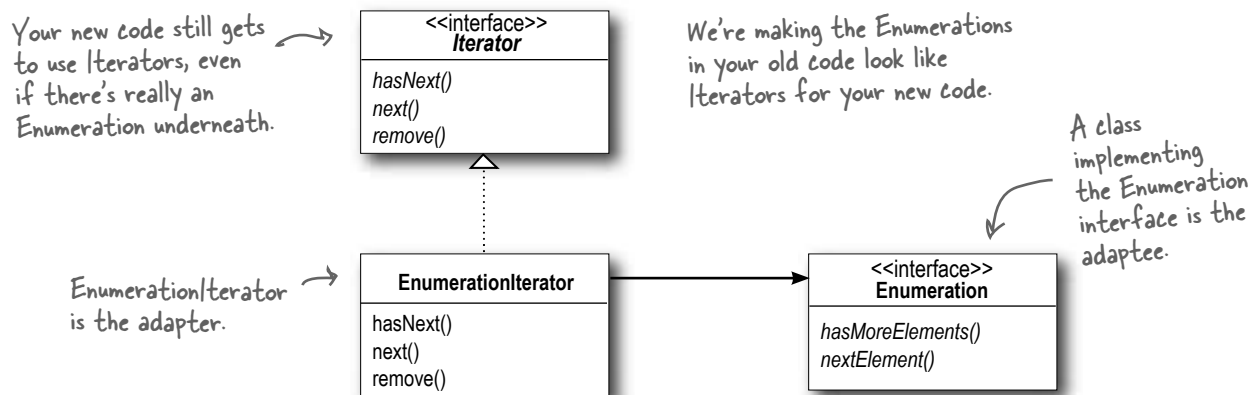 Your new code still gets
to use Iterators, even
if there's really an
Enumeration underneath.
<<interface>>
Iterator
hasNext()
next()
remove()
We're making the Enumerations
in your old code look like
Iterators for your new code.
A class
implementing
the Enumeration
interface is the
adaptee.
EnumerationIterator
is the adapter.
EnumerationIterator
hasNext()
next()
remove()
<<interface>>
Enumeration
hasMoreElements()
nextElement()